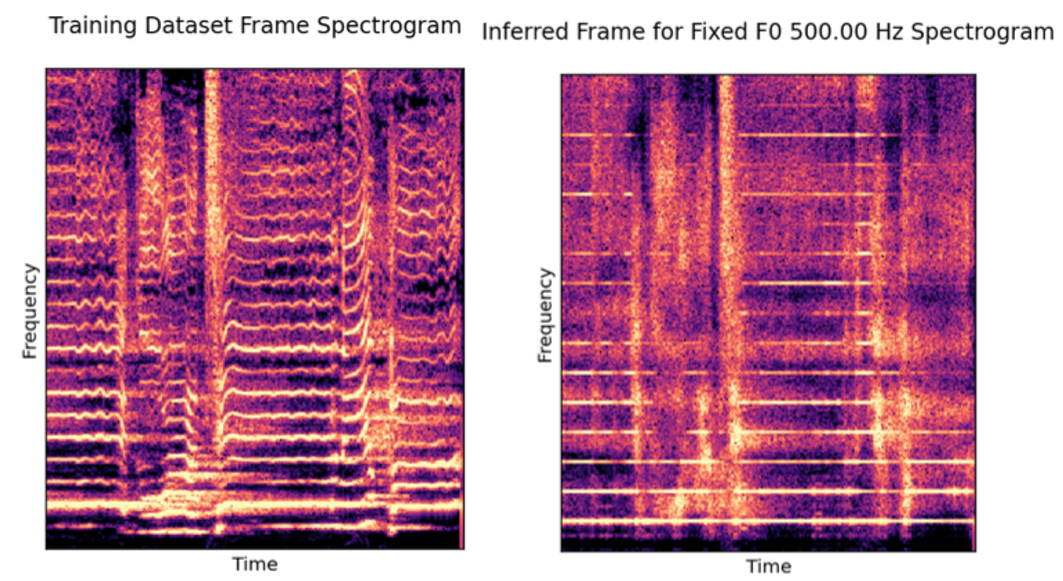 Training Dataset Frame Spectrogram
Inferred Frame for Fixed F0 500.00 Hz Spectrogram
Frequency
Time
Frequency
Time